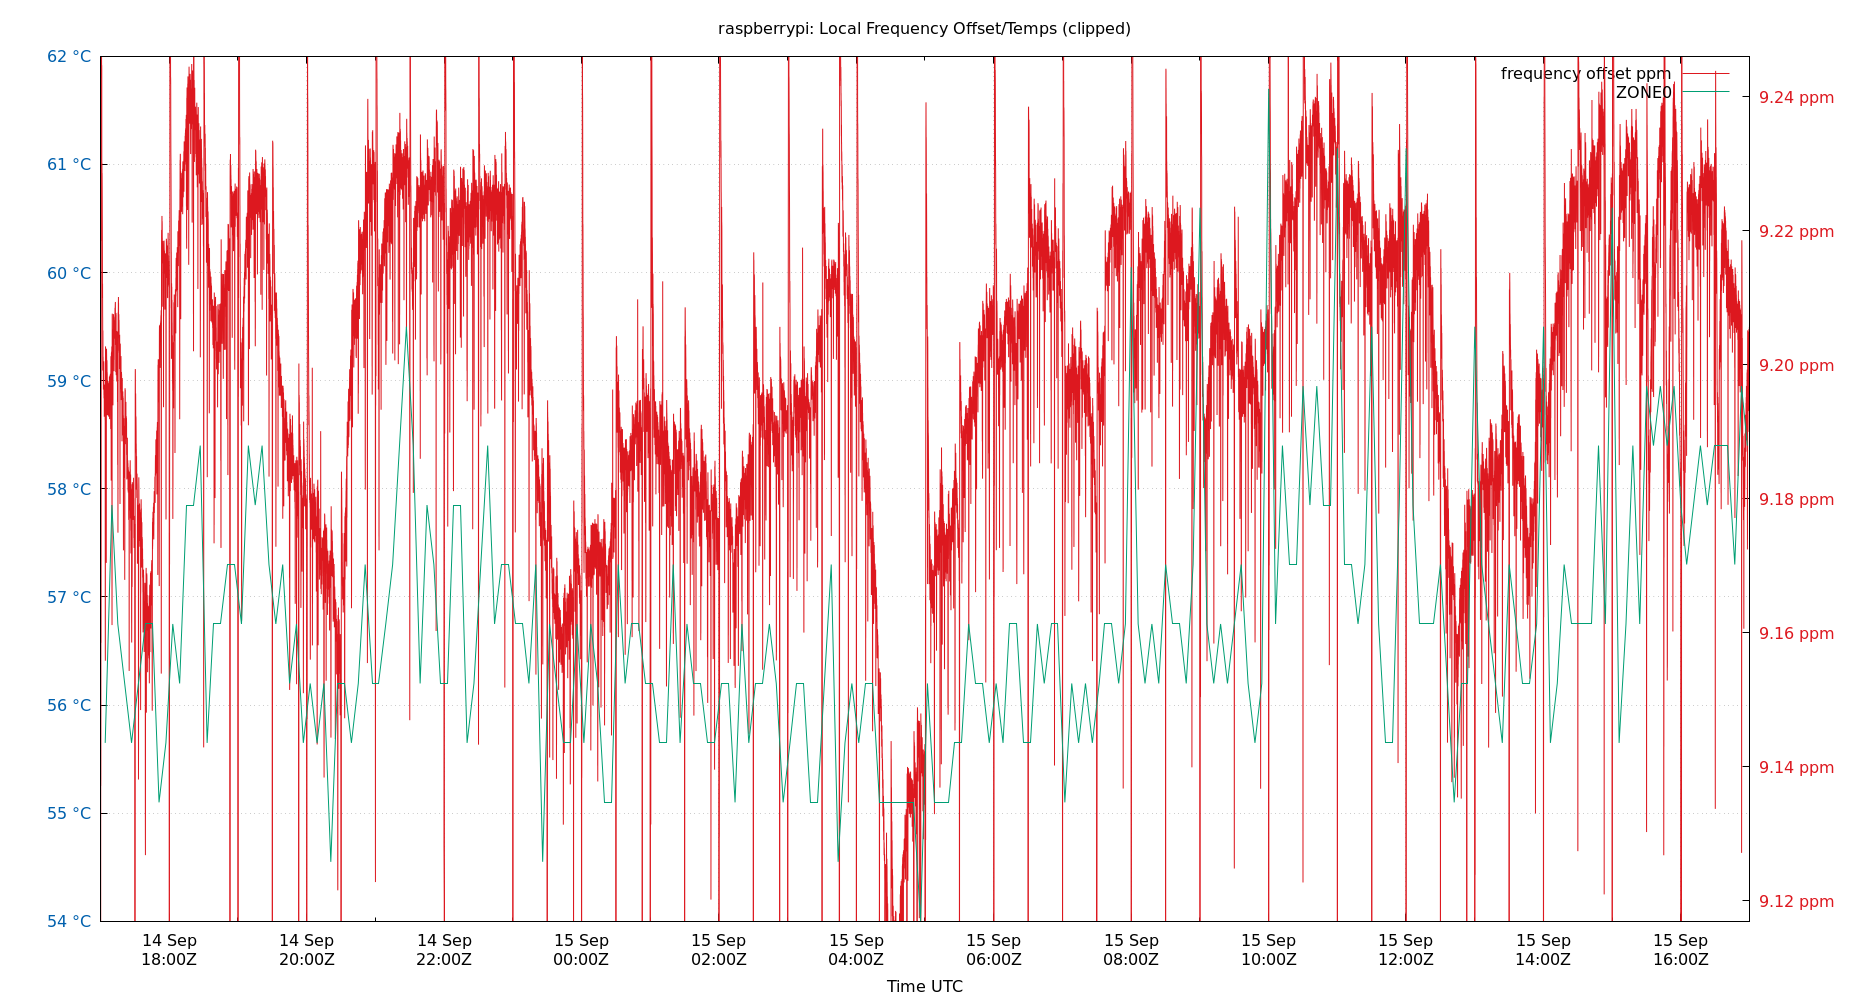 raspberrypi: Local Frequency Offset/Temps (clipped)
frequency offset ppm
ZONE0
62 °C
61 °C
60 °C
59 °C
58 °C
57 °C
56 °C
55 °C
54 °C
9.24 ppm
9.22 ppm
9.20 ppm
9.18 ppm
9.16 ppm
9.14 ppm
9.12 ppm
14 Sep 14 Sep 14 Sep 15 Sep 15 Sep 15 Sep 15 Sep 15 Sep 15 Sep 15 Sep 15 Sep 15 Sep
18:00Z 20:00Z 22:00Z 00:00Z 02:00Z 04:00Z 06:00Z 08:00Z 10:00Z 12:00Z 14:00Z 16:00Z
Time UTC